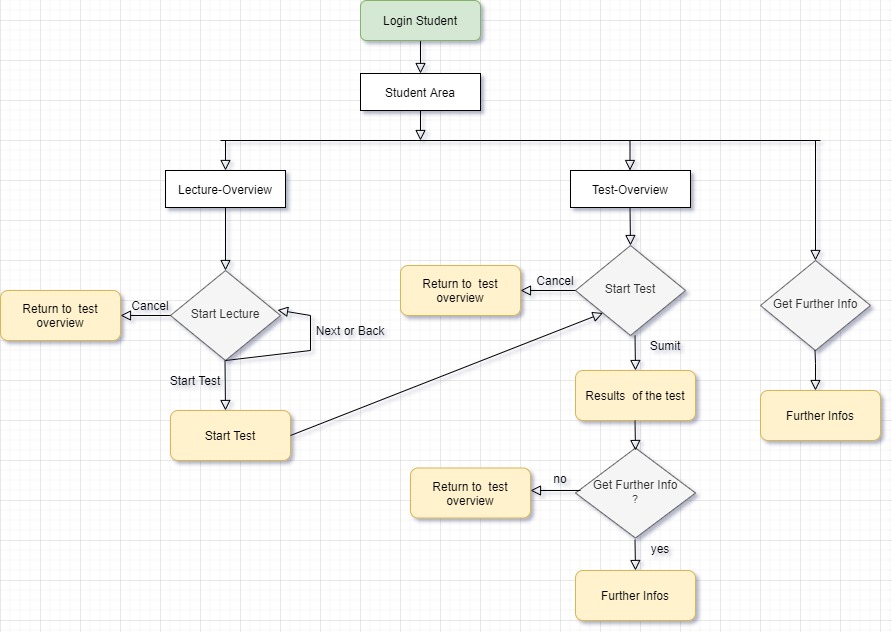 Login Student
Student Area
Lecture-Overview
Test-Overview
Return to test
overview
Cancel
Start Lecture
Next or Back
Return to test
overview
Cancel
Start Test
Get Further Info
Sumit
Start Test
Start Test
Results of the test
Further Infos
Return to test
overview
no
Get Further Info
?
yes
Further Infos